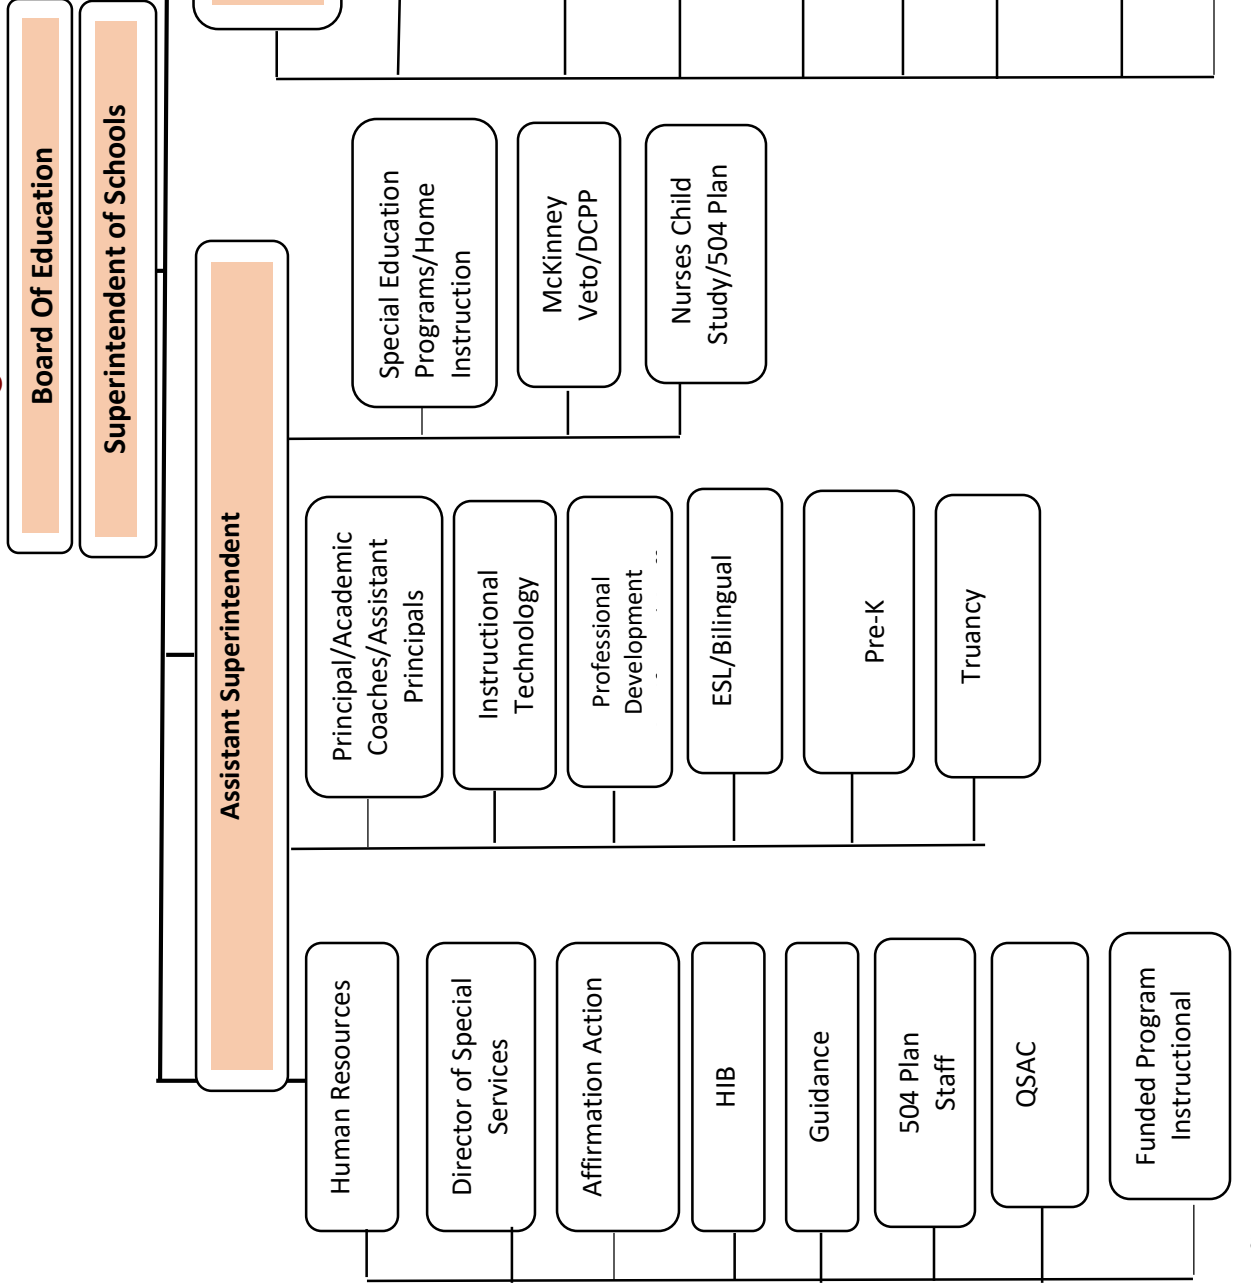 Board Of Education
Superintendent of Schools
Assistant Superintendent
Human Resources
Director of Special
Services
Affirmation Action
HIB
Guidance
504 Plan
Staff
QSAC
Funded Program
Instructional
Principal/Academic
Coaches/Assistant
Principals
Instructional
Technology
Professional
Development
ESL/Bilingual
Pre-K
Truancy
Special Education
Programs/Home
Instruction
McKinney
Veto/DCPP
Nurses Child
Study/504 Plan